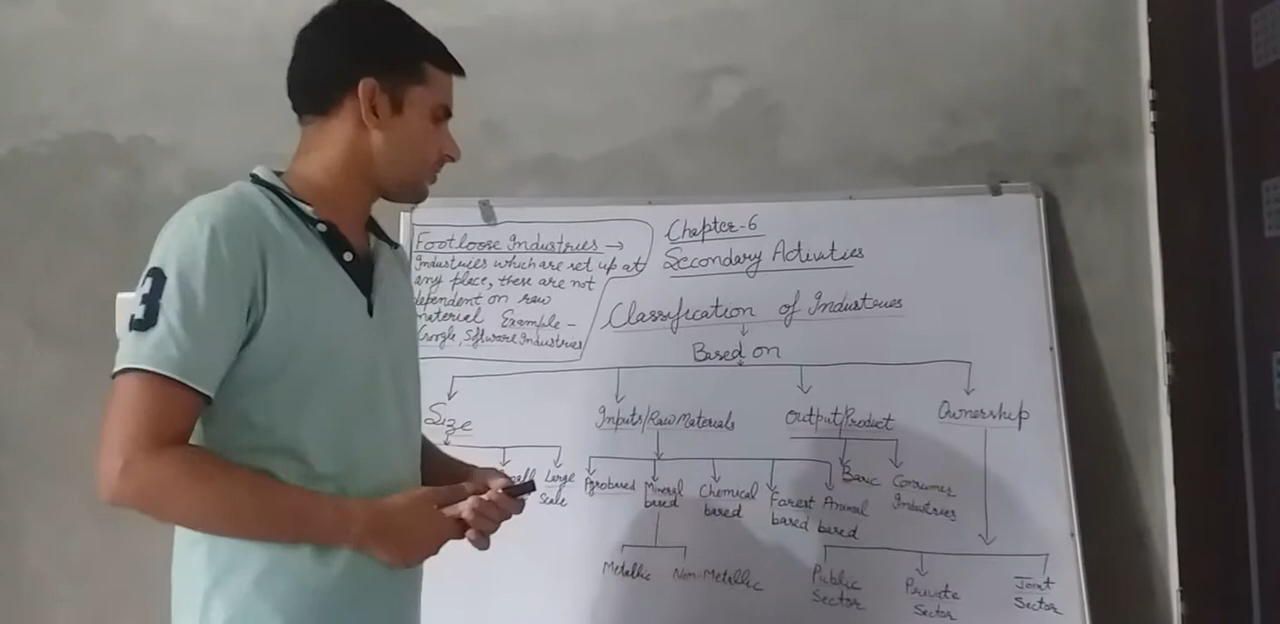 3
Footloose Industries →
Industries which are set up at
any place, these are not
dependent on raw
material Example -
Google, Software Industries
Chapter-6
Secondary Activities
Classification of Industries
Based on
Size
Inputs/Raw Materials
Output/Product
Ownership
Large
Scale
Agrobased
Mineral
based
Chemical
based
Forest
based
Animal
based
Basic
Consumer
Industries
Metallic
Non-Metallic
Public
Sector
Private
Sector
Joint
Sector